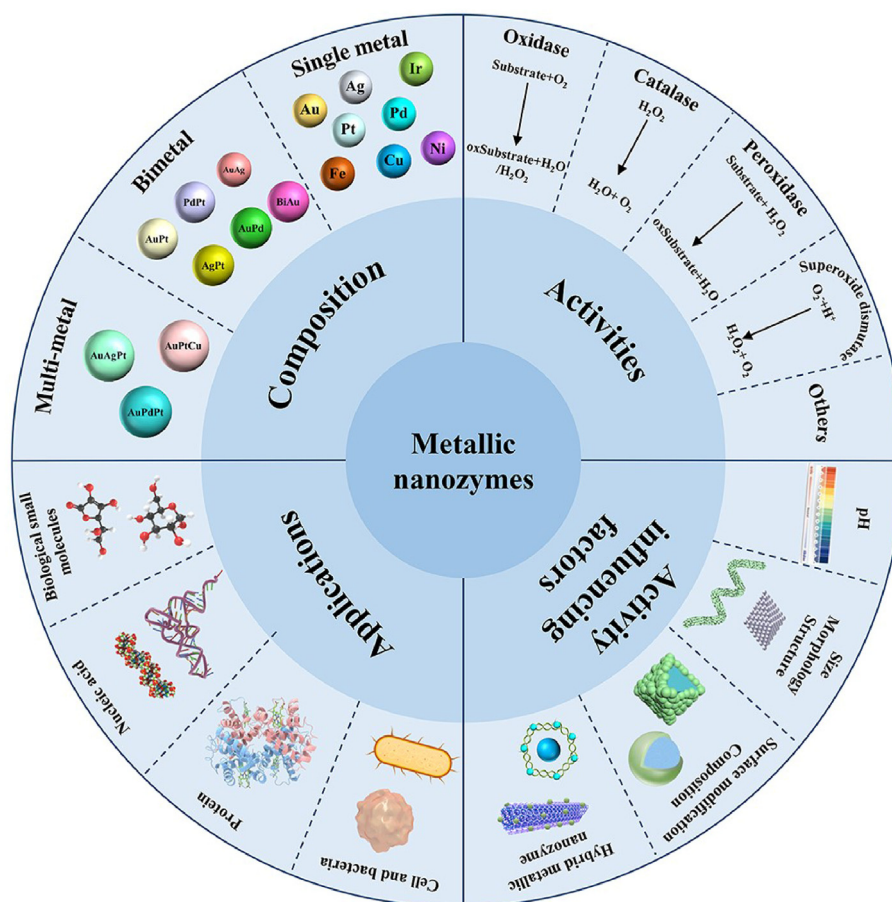 Metallic
nanozymes
Composition
Single metal
Ir
Ag
Au
Pd
Pt
Ni
Cu
Fe
Bimetal
AuAg
PdPt
BiAu
AuPd
AuPt
AgPt
Multi-metal
AuPtCu
AuAgPt
AuPdPt
Activities
Oxidase
Substrate+O₂
oxSubstrate+H₂O
/H₂O₂
Catalase
H₂O₂
H₂O+ O₂
Peroxidase
Substrate+ H₂O₂
oxSubstrate+H₂O
Superoxide dismutase
O₂⁻+H⁺
H₂O₂+ O₂
Others
Activity
influencing
factors
pH
Size
Morphology
Structure
Surface modification
Composition
Hybrid metallic
nanozyme
Applications
Biological small
molecules
Nucleic acid
Protein
Cell and bacteria